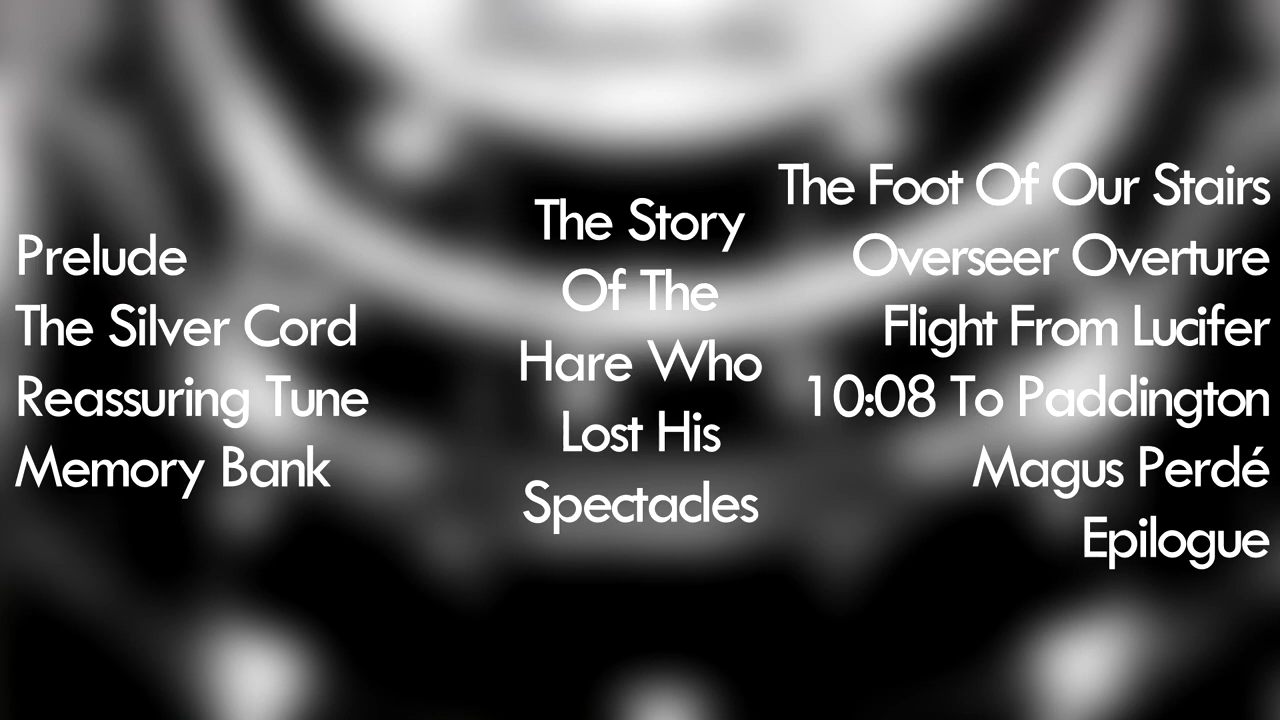 Prelude
The Silver Cord
Reassuring Tune
Memory Bank
The Story
Of The
Hare Who
Lost His
Spectacles
The Foot Of Our Stairs
Overseer Overture
Flight From Lucifer
10:08 To Paddington
Magus Perdé
Epilogue